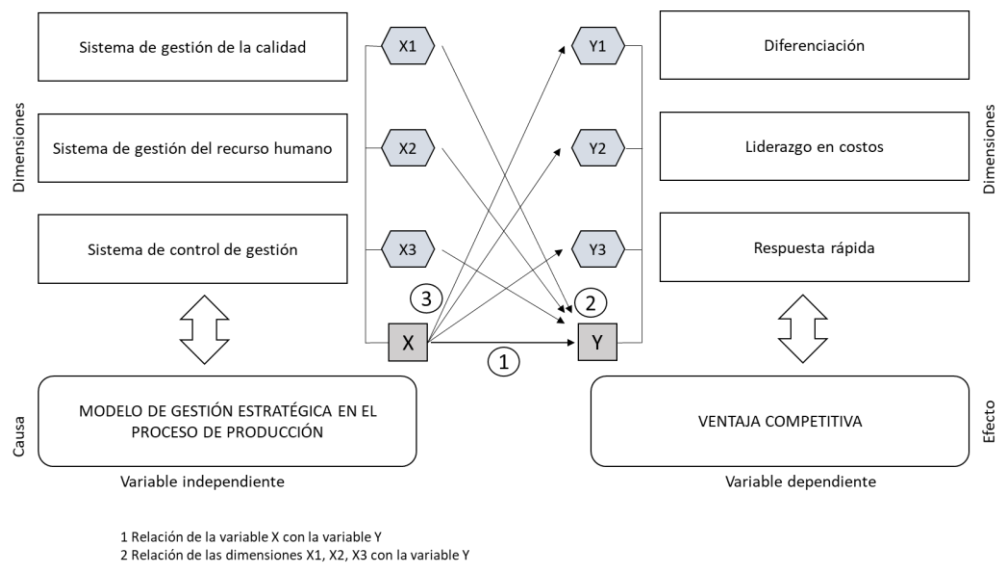 Sistema de gestión de la calidad
X1
Y1
Diferenciación
Dimensiones
Sistema de gestión del recurso humano
X2
Y2
Liderazgo en costos
Dimensiones
Sistema de control de gestión
X3
Y3
Respuesta rápida
3
2
X
Y
1
Causa
MODELO DE GESTIÓN ESTRATÉGICA EN EL
PROCESO DE PRODUCCIÓN
VENTAJA COMPETITIVA
Efecto
Variable independiente
Variable dependiente
1 Relación de la variable X con la variable Y
2 Relación de las dimensiones X1, X2, X3 con la variable Y